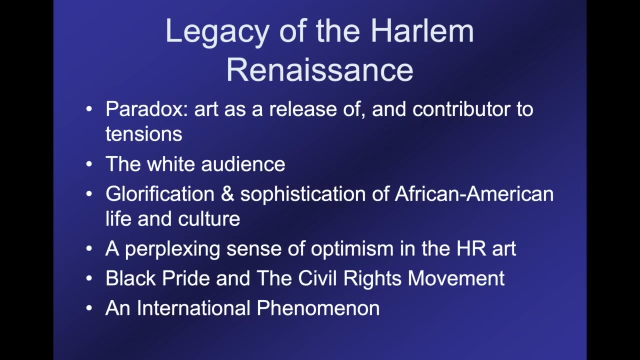 Legacy of the Harlem
Renaissance
• Paradox: art as a release of, and contributor to
tensions
• The white audience
• Glorification & sophistication of African-American
life and culture
• A perplexing sense of optimism in the HR art
• Black Pride and The Civil Rights Movement
• An International Phenomenon